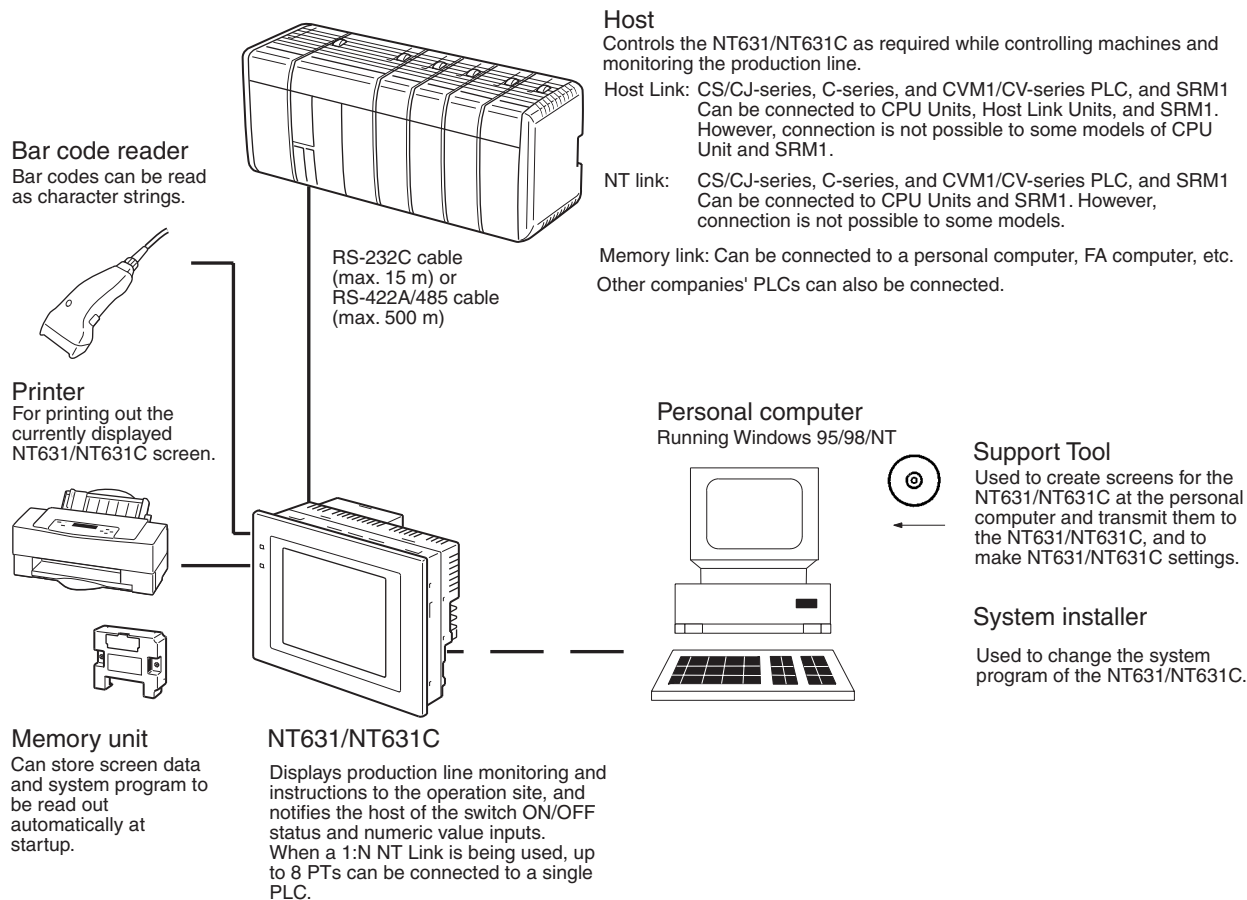 Host
Controls the NT631/NT631C as required while controlling machines and
monitoring the production line.
Host Link: CS/CJ-series, C-series, and CVM1/CV-series PLC, and SRM1
Can be connected to CPU Units, Host Link Units, and SRM1.
However, connection is not possible to some models of CPU
Unit and SRM1.
NT link: CS/CJ-series, C-series, and CVM1/CV-series PLC, and SRM1
Can be connected to CPU Units and SRM1. However,
connection is not possible to some models.
Memory link: Can be connected to a personal computer, FA computer, etc.
Other companies' PLCs can also be connected.
Bar code reader
Bar codes can be read
as character strings.
RS-232C cable
(max. 15 m) or
RS-422A/485 cable
(max. 500 m)
Printer
For printing out the
currently displayed
NT631/NT631C screen.
Personal computer
Running Windows 95/98/NT
Support Tool
Used to create screens for the
NT631/NT631C at the personal
computer and transmit them to
the NT631/NT631C, and to
make NT631/NT631C settings.
System installer
Used to change the system
program of the NT631/NT631C.
Memory unit
Can store screen data
and system program to
be read out
automatically at
startup.
NT631/NT631C
Displays production line monitoring and
instructions to the operation site, and
notifies the host of the switch ON/OFF
status and numeric value inputs.
When a 1:N NT Link is being used, up
to 8 PTs can be connected to a single
PLC.